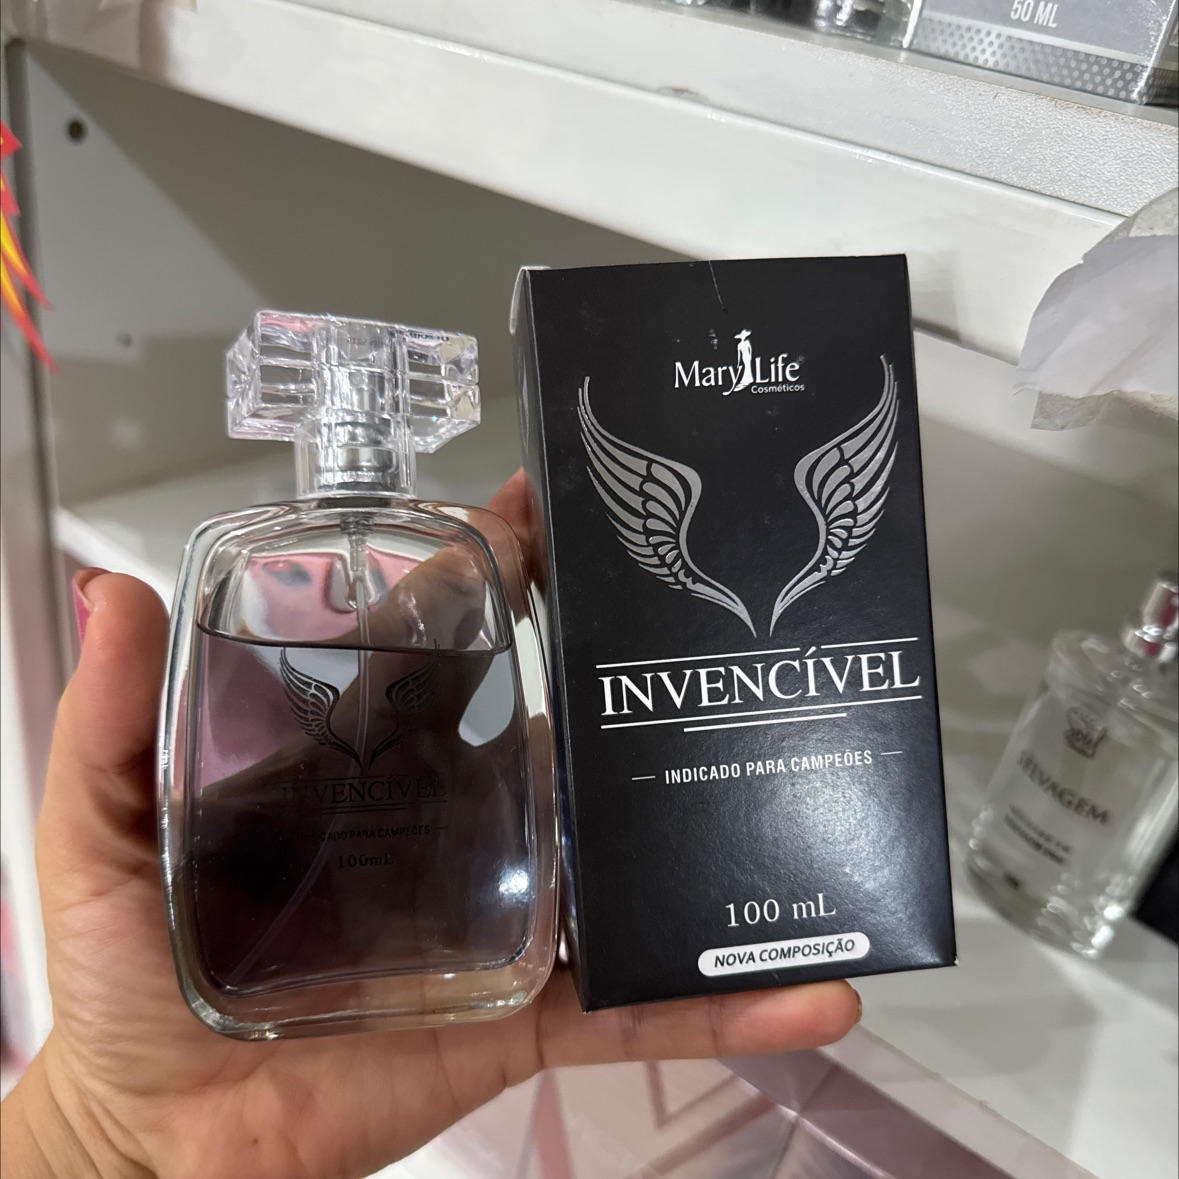 50 ML
Mary Life
Cosméticos
INVENCÍVEL
INDICADO PARA CAMPEÕES
100 mL
NOVA COMPOSIÇÃO
INVENCÍVEL
INDICADO PARA CAMPEÕES
100mL
SELVAGEM